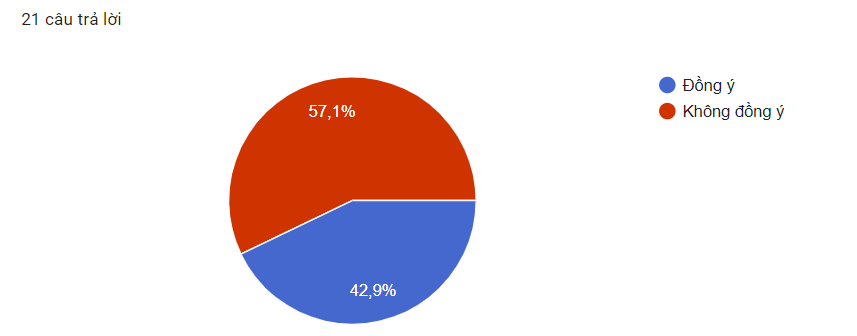 21 câu trả lời
Đồng ý
Không đồng ý
57,1%
42,9%